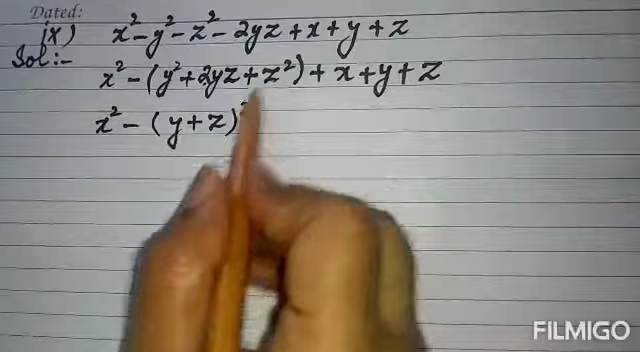 Dated:
(X) x² - y² - z² - 2yz + x + y + z
Sol:-
x² - (y² + 2yz + z²) + x + y + z
x² - (y + z)
FILMIGO